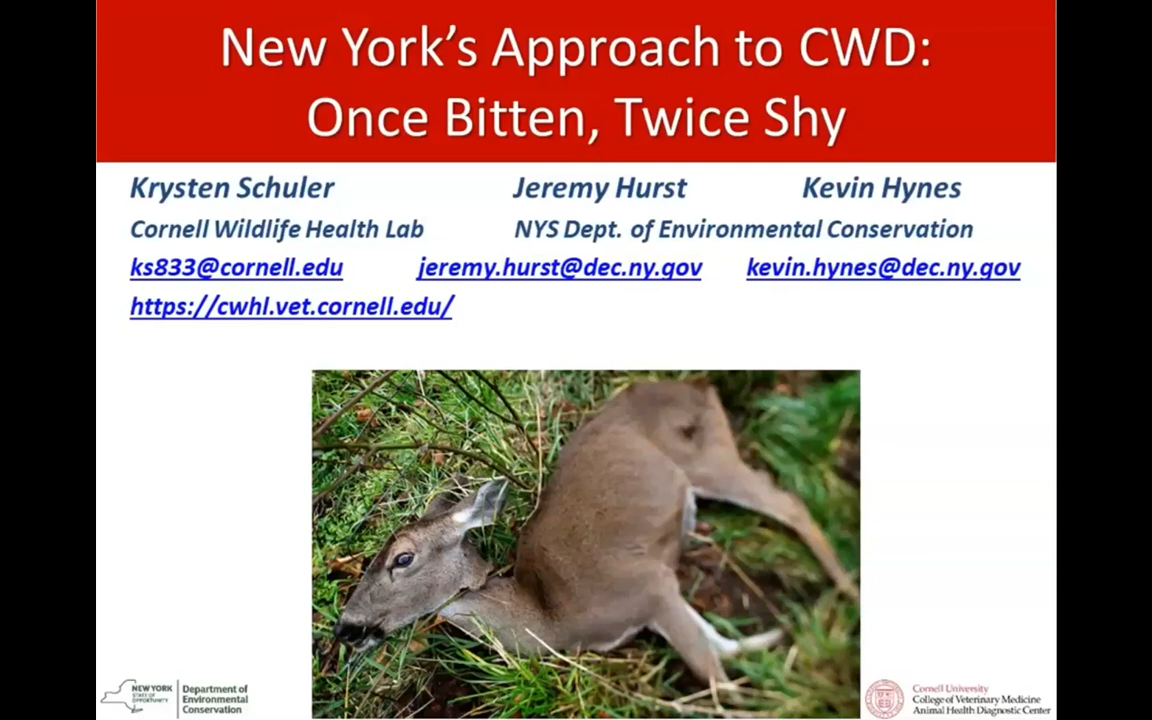 New York's Approach to CWD:
Once Bitten, Twice Shy
Krysten Schuler Jeremy Hurst Kevin Hynes
Cornell Wildlife Health Lab NYS Dept. of Environmental Conservation
ks833@cornell.edu jeremy.hurst@dec.ny.gov kevin.hynes@dec.ny.gov
https://cwhl.vet.cornell.edu/
NEW YORK
STATE OF
OPPORTUNITY
Department of
Environmental
Conservation
Cornell University
College of Veterinary Medicine
Animal Health Diagnostic Center